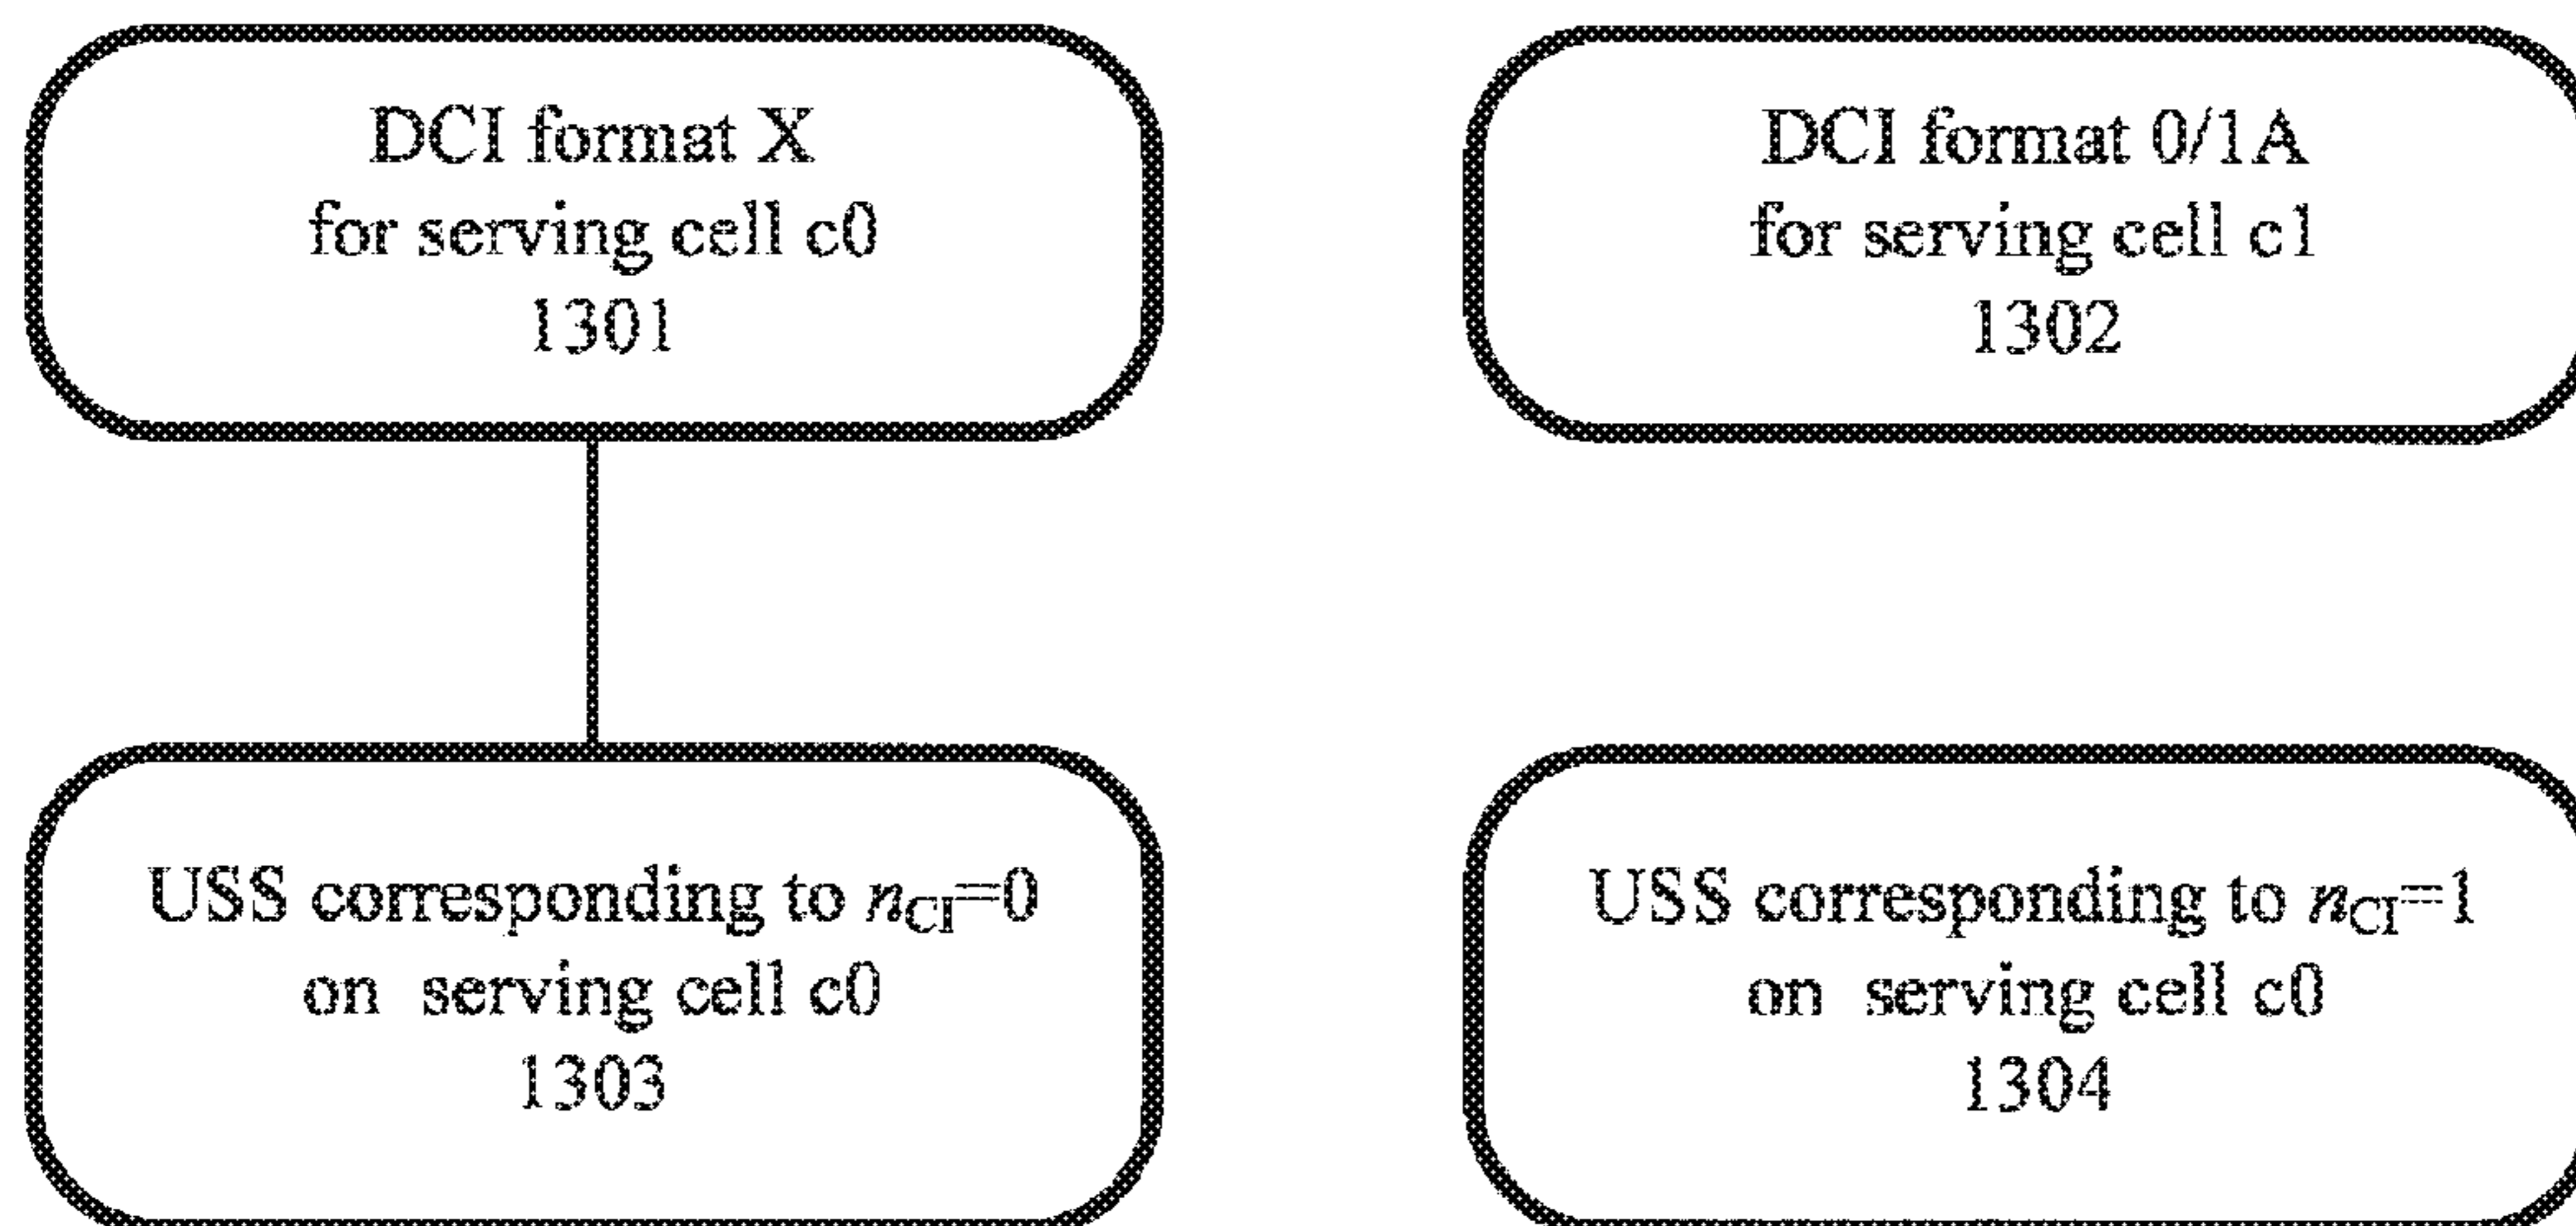 DCI format X
for serving cell c0
1301
DCI format 0/1A
for serving cell c1
1302
USS corresponding to nCI=0
on serving cell c0
1303
USS corresponding to nCI=1
on serving cell c0
1304